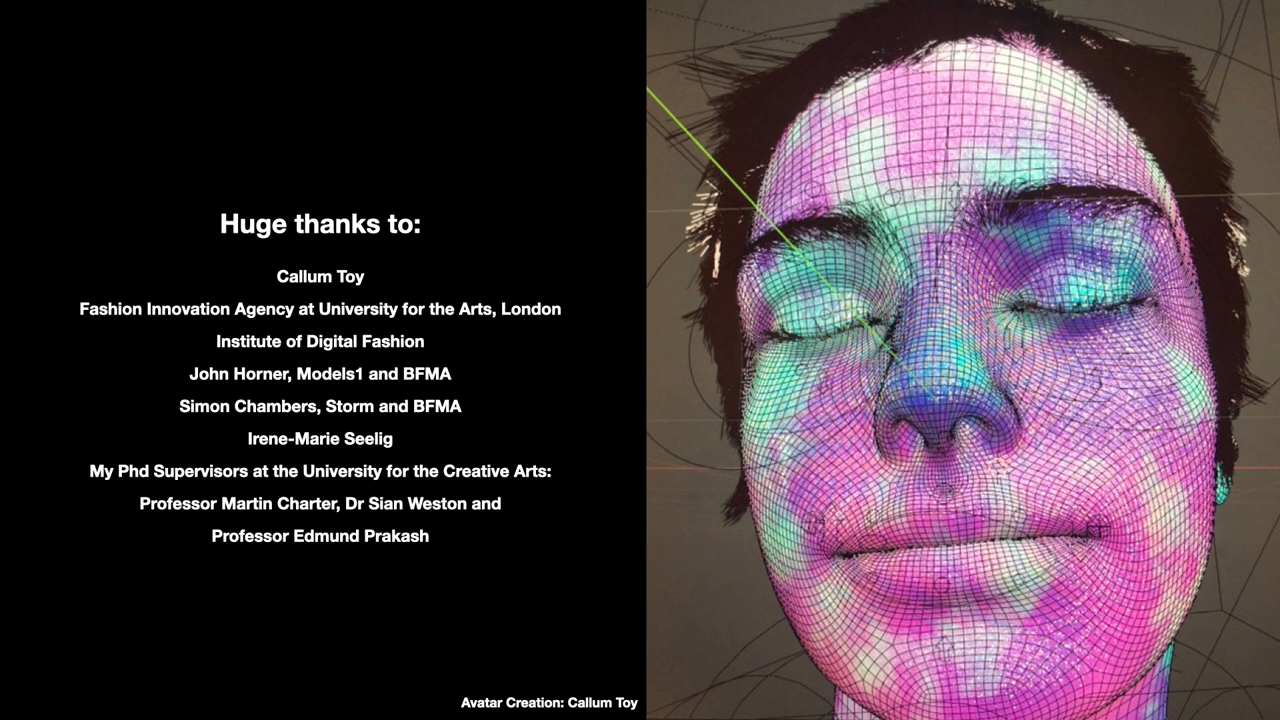 Huge thanks to:
Callum Toy
Fashion Innovation Agency at University for the Arts, London
Institute of Digital Fashion
John Horner, Models1 and BFMA
Simon Chambers, Storm and BFMA
Irene-Marie Seelig
My Phd Supervisors at the University for the Creative Arts:
Professor Martin Charter, Dr Sian Weston and
Professor Edmund Prakash
Avatar Creation: Callum Toy